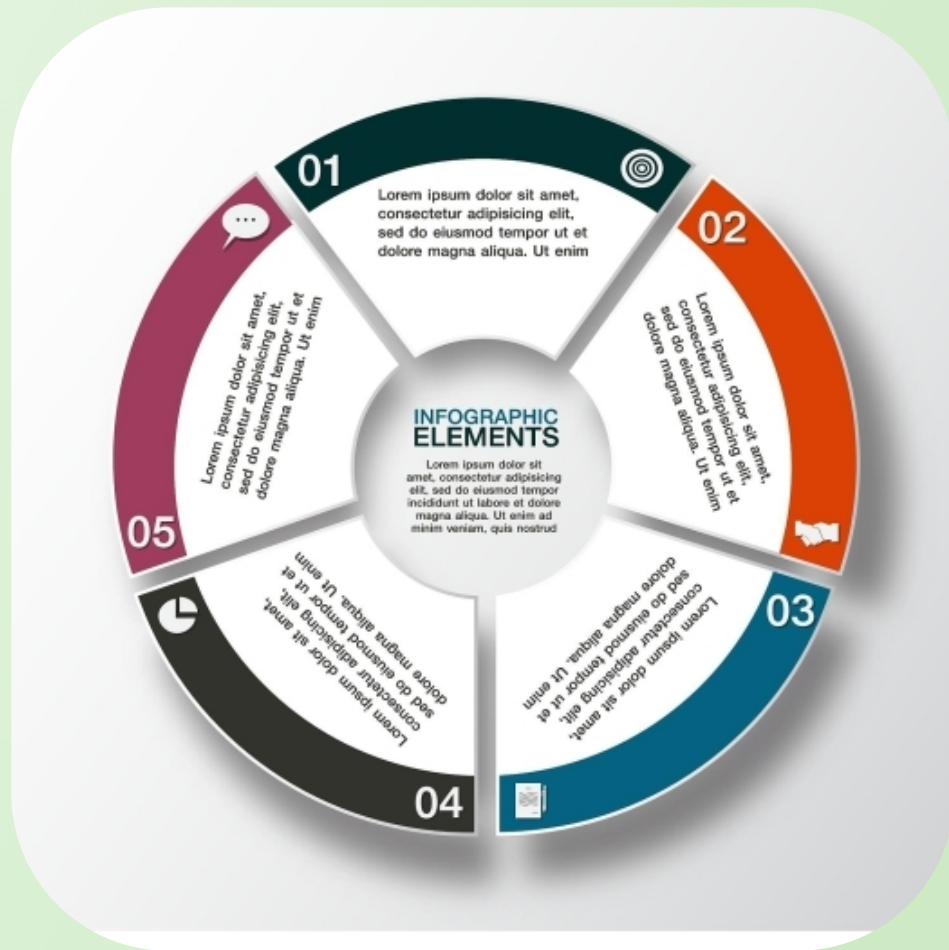 01
Lorem ipsum dolor sit amet,
consectetur adipisicing elit,
sed do eiusmod tempor ut et
dolore magna aliqua. Ut enim
02
Lorem ipsum dolor sit amet,
consectetur adipisicing elit,
sed do eiusmod tempor ut et
dolore magna aliqua. Ut enim
03
Lorem ipsum dolor sit amet,
consectetur adipisicing elit,
sed do eiusmod tempor ut et
dolore magna aliqua. Ut enim
04
Lorem ipsum dolor sit amet,
consectetur adipisicing elit,
sed do eiusmod tempor ut et
dolore magna aliqua. Ut enim
05
Lorem ipsum dolor sit amet,
consectetur adipisicing elit,
sed do eiusmod tempor ut et
dolore magna aliqua. Ut enim
INFOGRAPHIC
ELEMENTS
Lorem ipsum dolor sit
amet, consectetur adipisicing
elit, sed do eiusmod tempor
incididunt ut labore et dolore
magna aliqua. Ut enim ad
minim veniam, quis nostrud